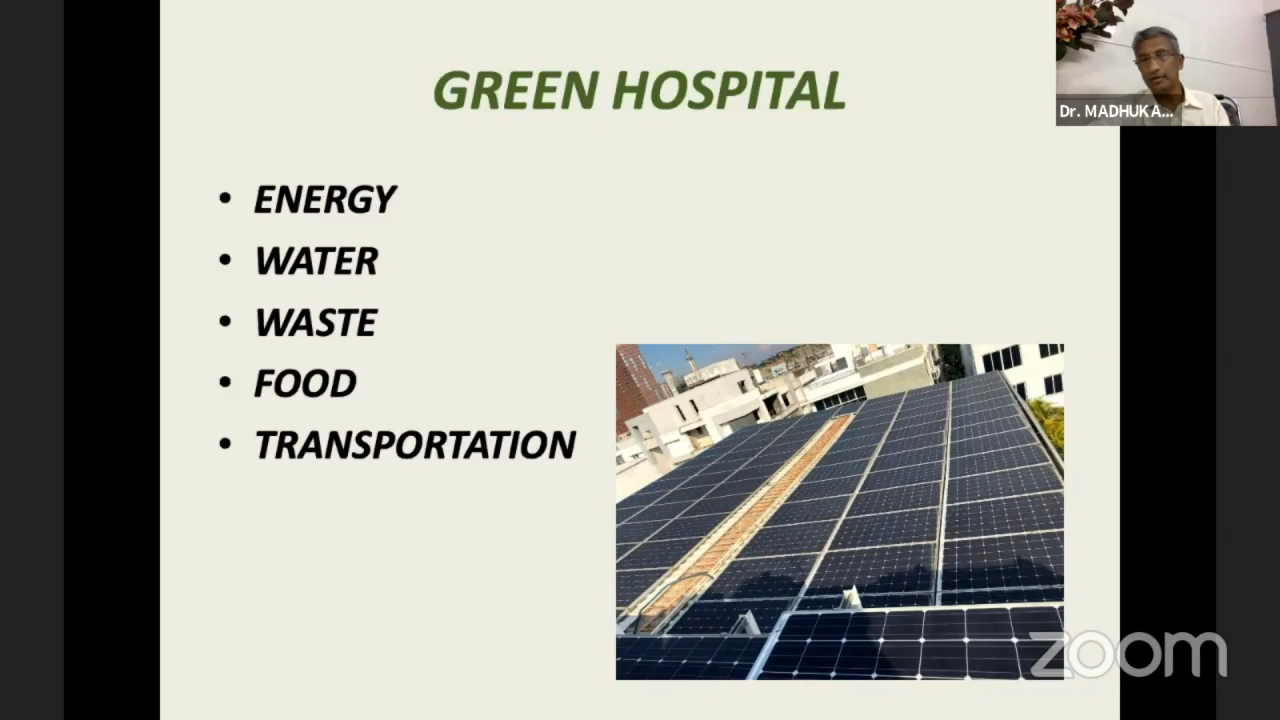 GREEN HOSPITAL
Dr. MADHUKA...
• ENERGY
• WATER
• WASTE
• FOOD
• TRANSPORTATION
zoom